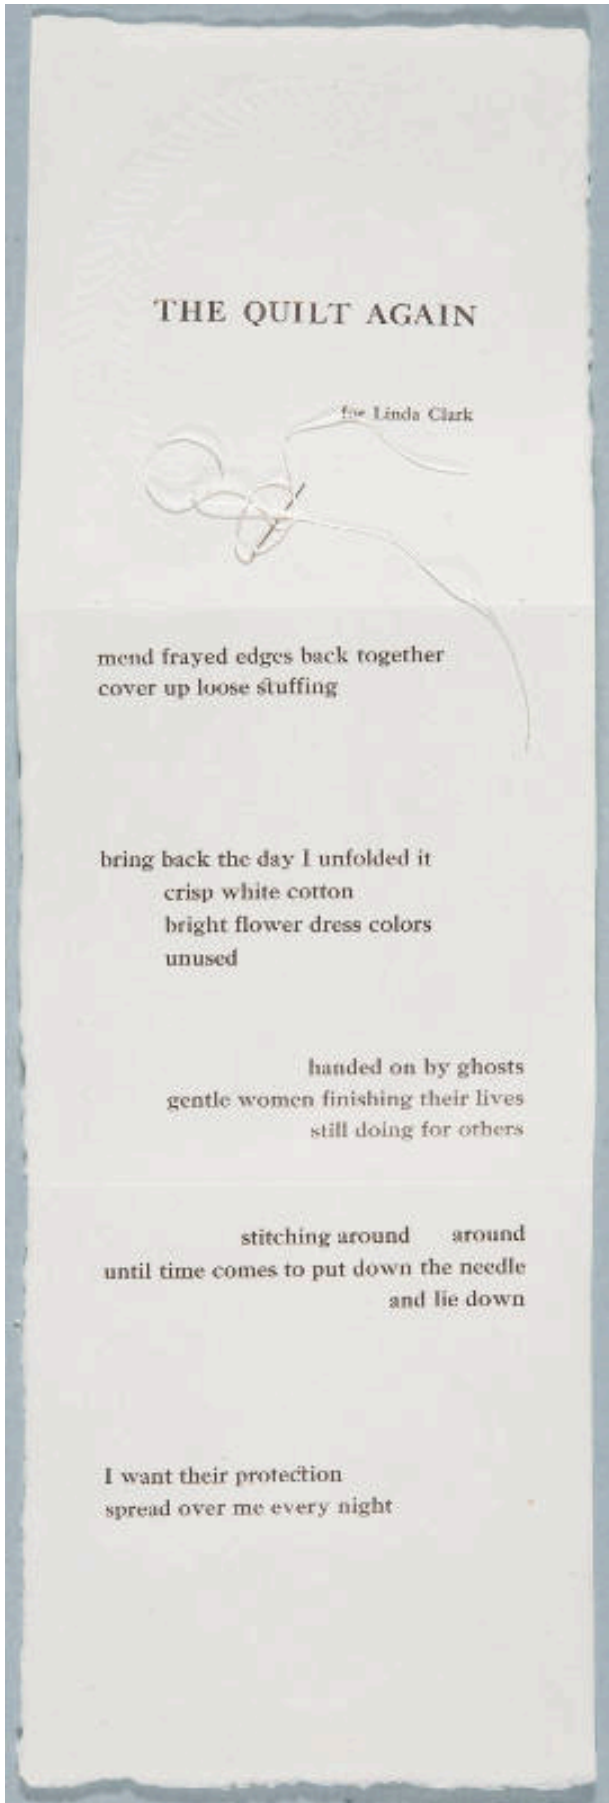 THE QUILT AGAIN
for Linda Clark
mend frayed edges back together
cover up loose stuffing
bring back the day I unfolded it
crisp white cotton
bright flower dress colors
unused
handed on by ghosts
gentle women finishing their lives
still doing for others
stitching around around
until time comes to put down the needle
and lie down
I want their protection
spread over me every night